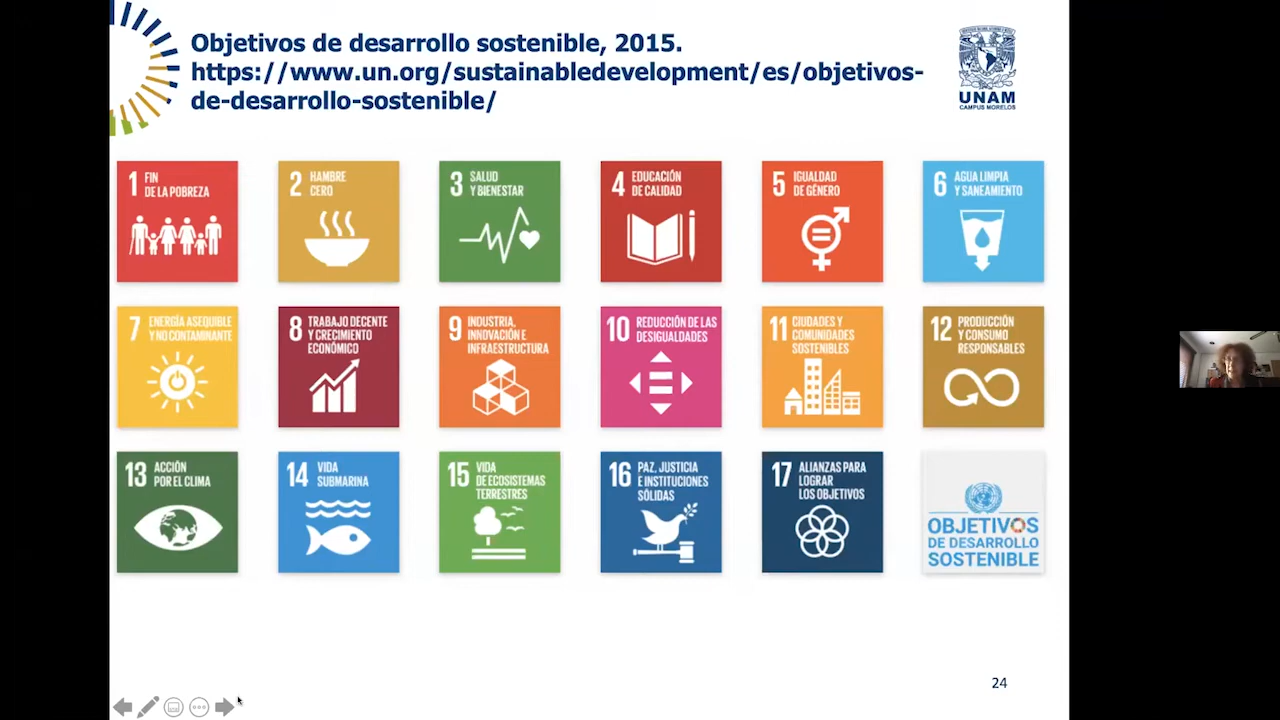 Objetivos de desarrollo sostenible, 2015.
https://www.un.org/sustainabledevelopment/es/objetivos-
de-desarrollo-sostenible/
UNAM
CAMPUS MORELOS
1 FIN
DE LA POBREZA
2 HAMBRE
CERO
3 SALUD
Y BIENESTAR
4 EDUCACIÓN
DE CALIDAD
5 IGUALDAD
DE GÉNERO
6 AGUA LIMPIA
Y SANEAMIENTO
7 ENERGÍA ASEQUIBLE
Y NO CONTAMINANTE
8 TRABAJO DECENTE
Y CRECIMIENTO
ECONÓMICO
9 INDUSTRIA,
INNOVACIÓN E
INFRAESTRUCTURA
10 REDUCCIÓN DE LAS
DESIGUALDADES
11 CIUDADES Y
COMUNIDADES
SOSTENIBLES
12 PRODUCCIÓN
Y CONSUMO
RESPONSABLES
13 ACCIÓN
POR EL CLIMA
14 VIDA
SUBMARINA
15 VIDA
DE ECOSISTEMAS
TERRESTRES
16 PAZ, JUSTICIA
E INSTITUCIONES
SÓLIDAS
17 ALIANZAS PARA
LOGRAR
LOS OBJETIVOS
OBJETIVOS
DE DESARROLLO
SOSTENIBLE
24